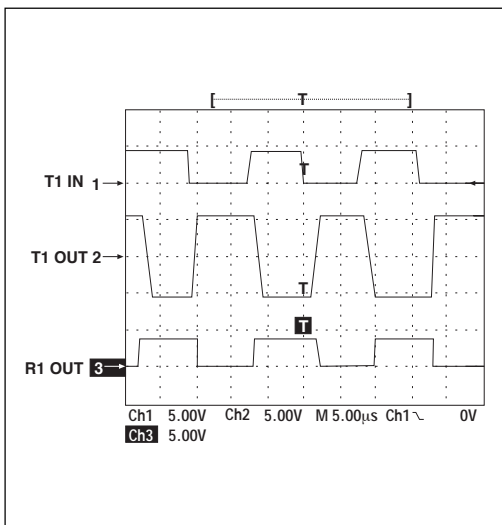 [ T ]
T
T1 IN 1
T1 OUT 2
T
T
R1 OUT 3
Ch1 5.00V Ch2 5.00V M 5.00µs Ch1 0V
Ch3 5.00V